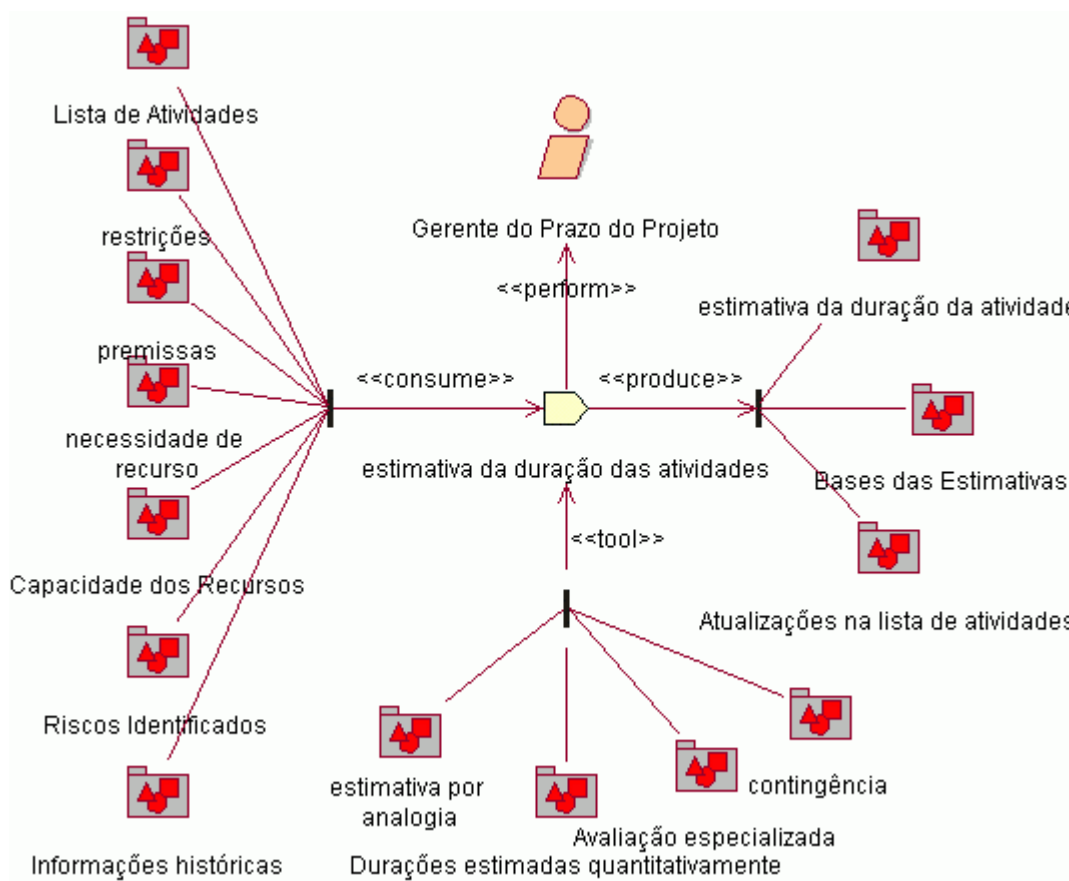 Lista de Atividades
restrições
premissas
necessidade de
recurso
Capacidade dos Recursos
Riscos Identificados
Informações históricas
<<consume>>
Gerente do Prazo do Projeto
<<perform>>
<<produce>>
estimativa da duração das atividades
<<tool>>
estimativa da duração da atividade
Bases das Estimativas
Atualizações na lista de atividades
estimativa por
analogia
Durações estimadas quantitativamente
Avaliação especializada
contingência